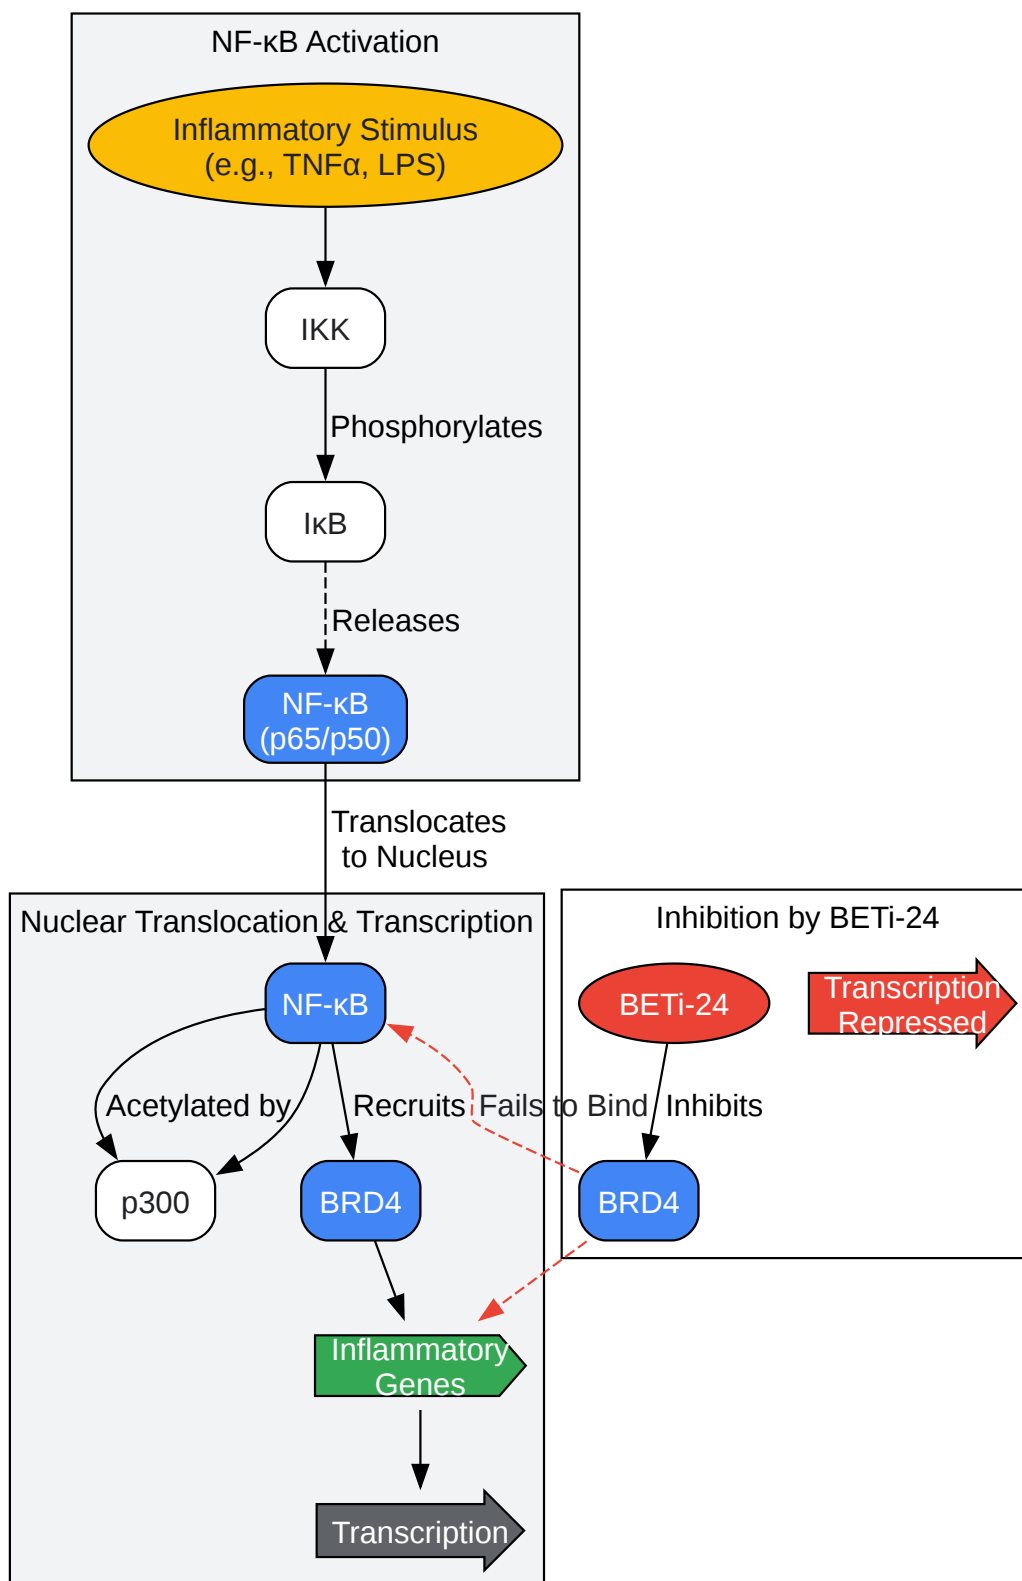 NF-κB Activation
Inflammatory Stimulus
(e.g., TNFα, LPS)
IKK
Phosphorylates
IκB
Releases
NF-κB
(p65/p50)
Translocates
to Nucleus
Nuclear Translocation & Transcription
NF-κB
Acetylated by
Recruits
Fails to Bind
p300
BRD4
Inflammatory
Genes
Transcription
Inhibition by BETi-24
BETi-24
Transcription
Repressed
Inhibits
BRD4